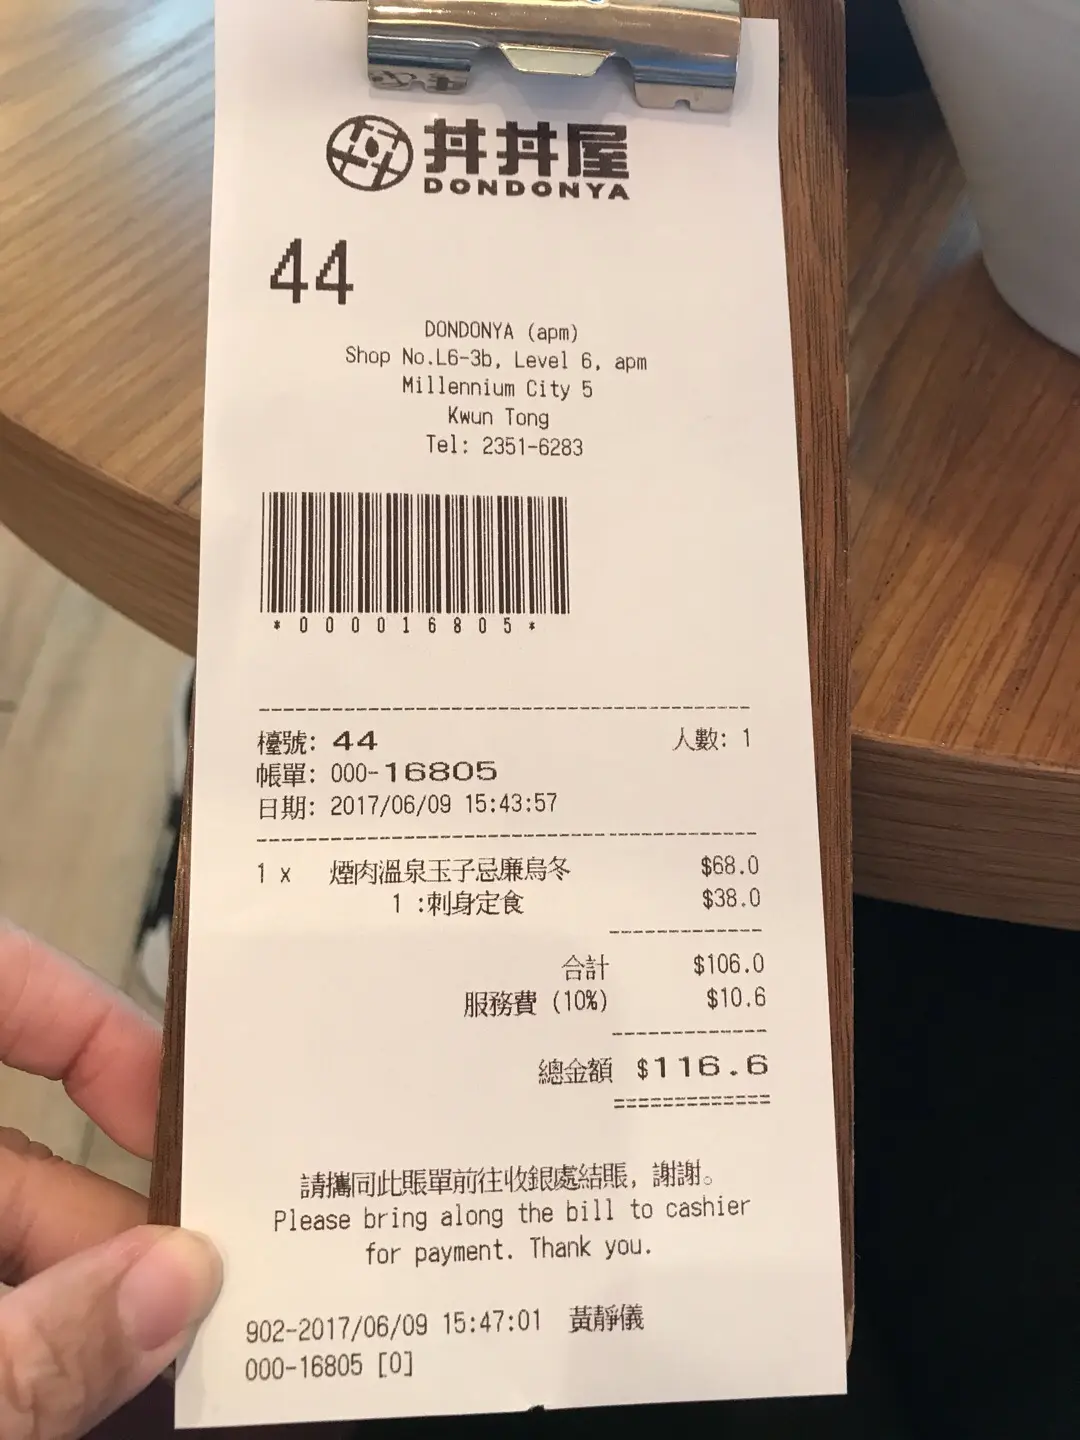 丼丼屋
DONDONYA
44
DONDONYA (apm)
Shop No.L6-3b, Level 6, apm
Millennium City 5
Kwun Tong
Tel: 2351-6283
*00016805*
檯號: 44 人數: 1
帳單: 000-16805
日期: 2017/06/09 15:43:57
1 x 煙肉溫泉玉子忌廉烏冬 $68.0
1 :刺身定食 $38.0
合計 $106.0
服務費 (10%) $10.6
總金額 $116.6
請攜同此賬單前往收銀處結賬，謝謝。
Please bring along the bill to cashier
for payment. Thank you.
902-2017/06/09 15:47:01 黃靜儀
000-16805 [0]